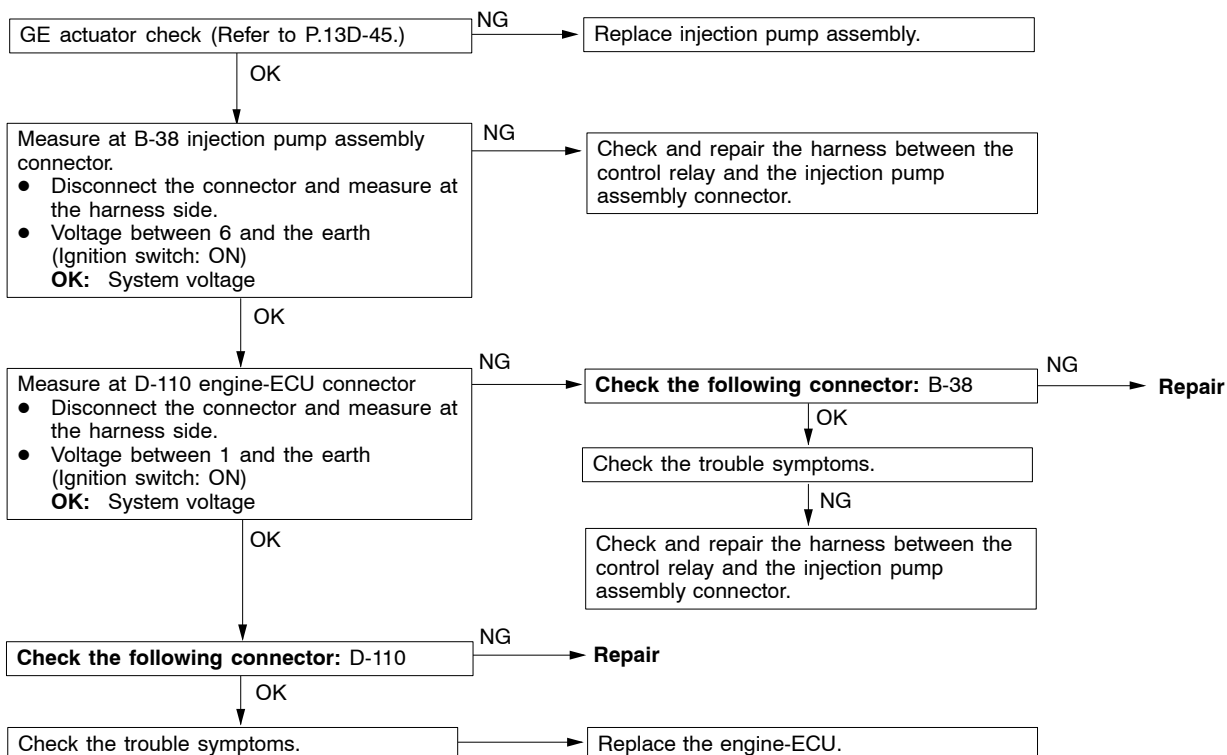 GE actuator check (Refer to P.13D-45.)
NG
Replace injection pump assembly.
OK
Measure at B-38 injection pump assembly
connector.
● Disconnect the connector and measure at
the harness side.
● Voltage between 6 and the earth
(Ignition switch: ON)
OK: System voltage
NG
Check and repair the harness between the
control relay and the injection pump
assembly connector.
OK
Measure at D-110 engine-ECU connector
● Disconnect the connector and measure at
the harness side.
● Voltage between 1 and the earth
(Ignition switch: ON)
OK: System voltage
NG
Check the following connector: B-38
NG
Repair
OK
Check the trouble symptoms.
NG
Check and repair the harness between the
control relay and the injection pump
assembly connector.
OK
Check the following connector: D-110
NG
Repair
OK
Check the trouble symptoms.
Replace the engine-ECU.